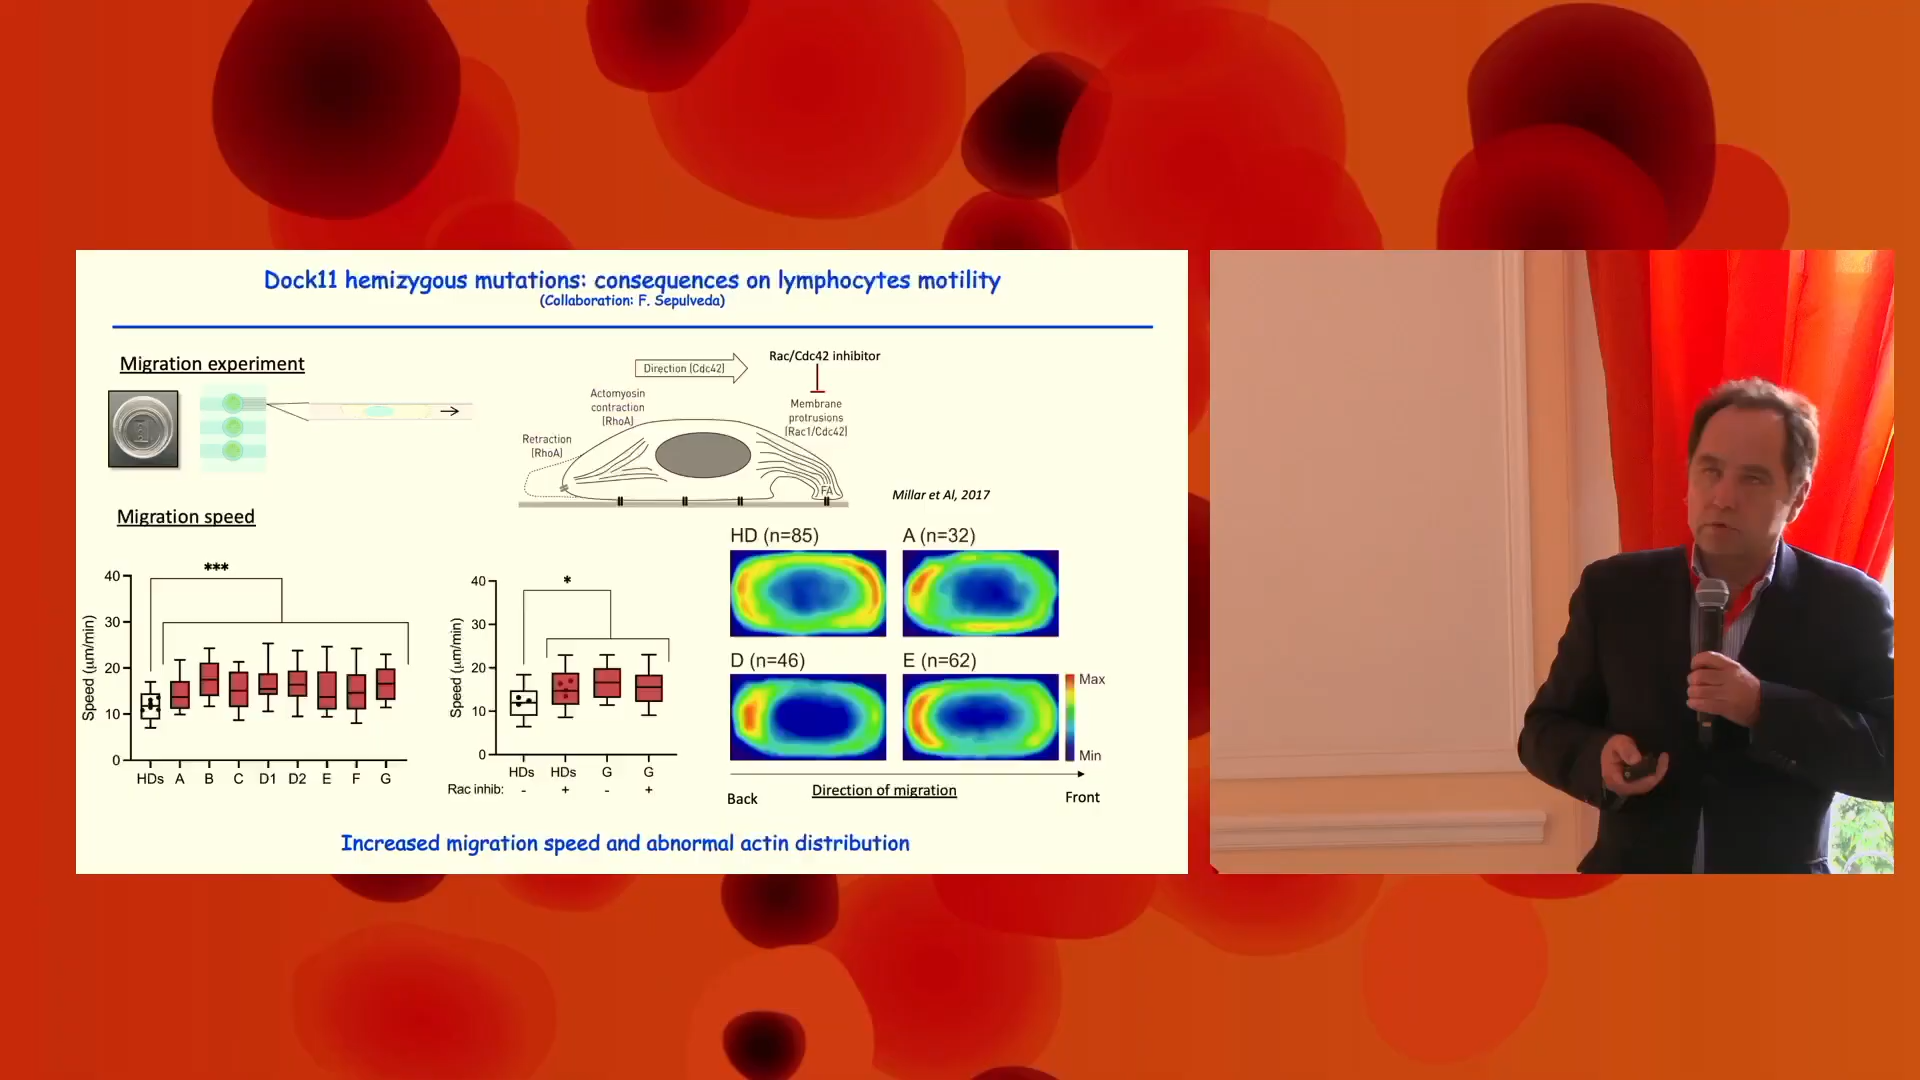 Dock11 hemizygous mutations: consequences on lymphocytes motility
(Collaboration: F. Sepulveda)
Migration experiment
Direction (Cdc42)
Rac/Cdc42 inhibitor
Actomyosin
contraction
(RhoA)
Membrane
protrusions
(Rac1/Cdc42)
Retraction
(RhoA)
FA
Millar et Al, 2017
Migration speed
***
40
30
20
10
0
Speed (μm/min)
HDs A B C D1 D2 E F G
*
40
30
20
10
0
Speed (μm/min)
HDs HDs G G
Rac inhib: - + - +
HD (n=85)
A (n=32)
D (n=46)
E (n=62)
Max
Min
Back
Direction of migration
Front
Increased migration speed and abnormal actin distribution